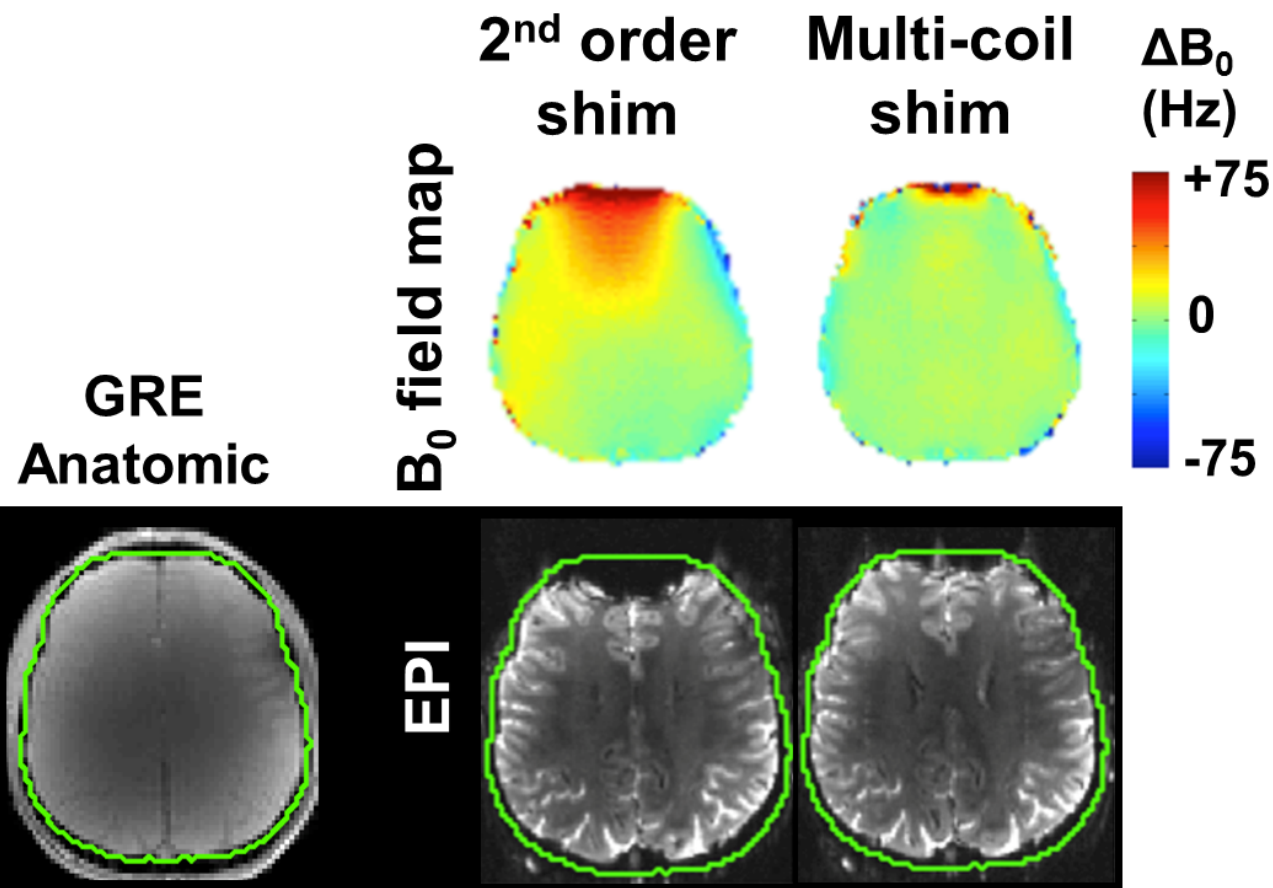 2nd order
shim
Multi-coil
shim
ΔB0
(Hz)
+75
0
-75
B0 field map
GRE
Anatomic
EPI